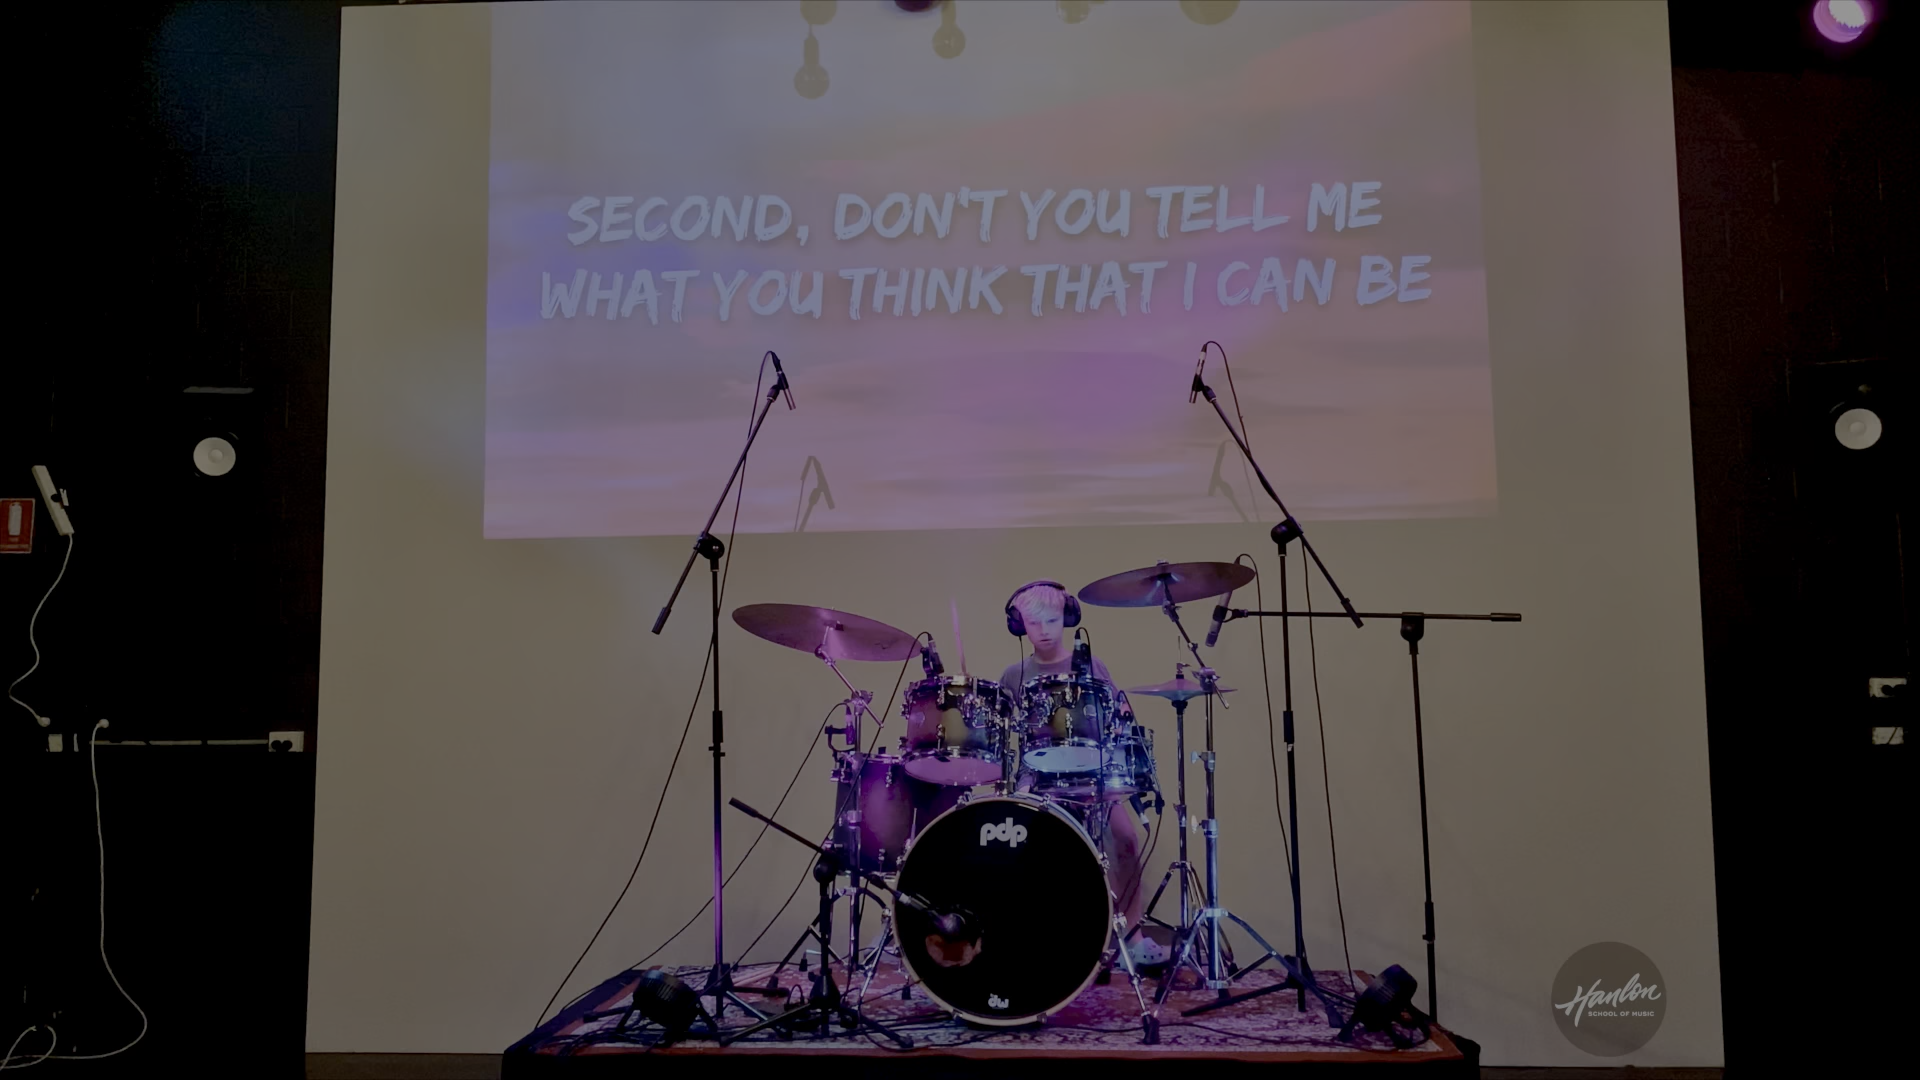 SECOND, DON'T YOU TELL ME
WHAT YOU THINK THAT I CAN BE
pdp
dw
Hanlon
SCHOOL OF MUSIC